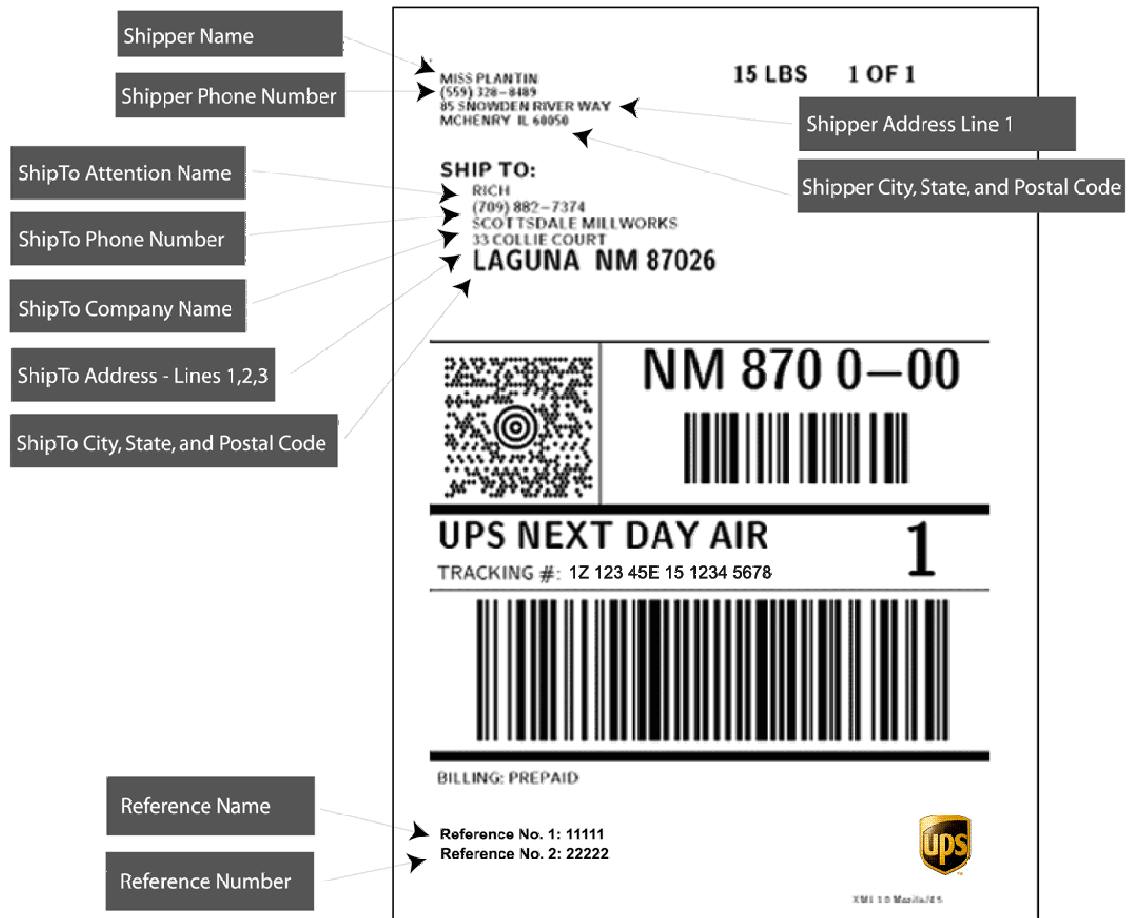 Shipper Name
Shipper Phone Number
ShipTo Attention Name
ShipTo Phone Number
ShipTo Company Name
ShipTo Address - Lines 1,2,3
ShipTo City, State, and Postal Code
Reference Name
Reference Number
MISS PLANTIN
(559) 328-8489
85 SNOWDEN RIVER WAY
MCHENRY IL 60050
15 LBS 1 OF 1
Shipper Address Line 1
Shipper City, State, and Postal Code
SHIP TO:
RICH
(709) 882-7374
SCOTTSDALE MILLWORKS
33 COLLIE COURT
LAGUNA NM 87026
NM 870 0-00
UPS NEXT DAY AIR
1
TRACKING #: 1Z 123 45E 15 1234 5678
BILLING: PREPAID
Reference No. 1: 11111
Reference No. 2: 22222
ups